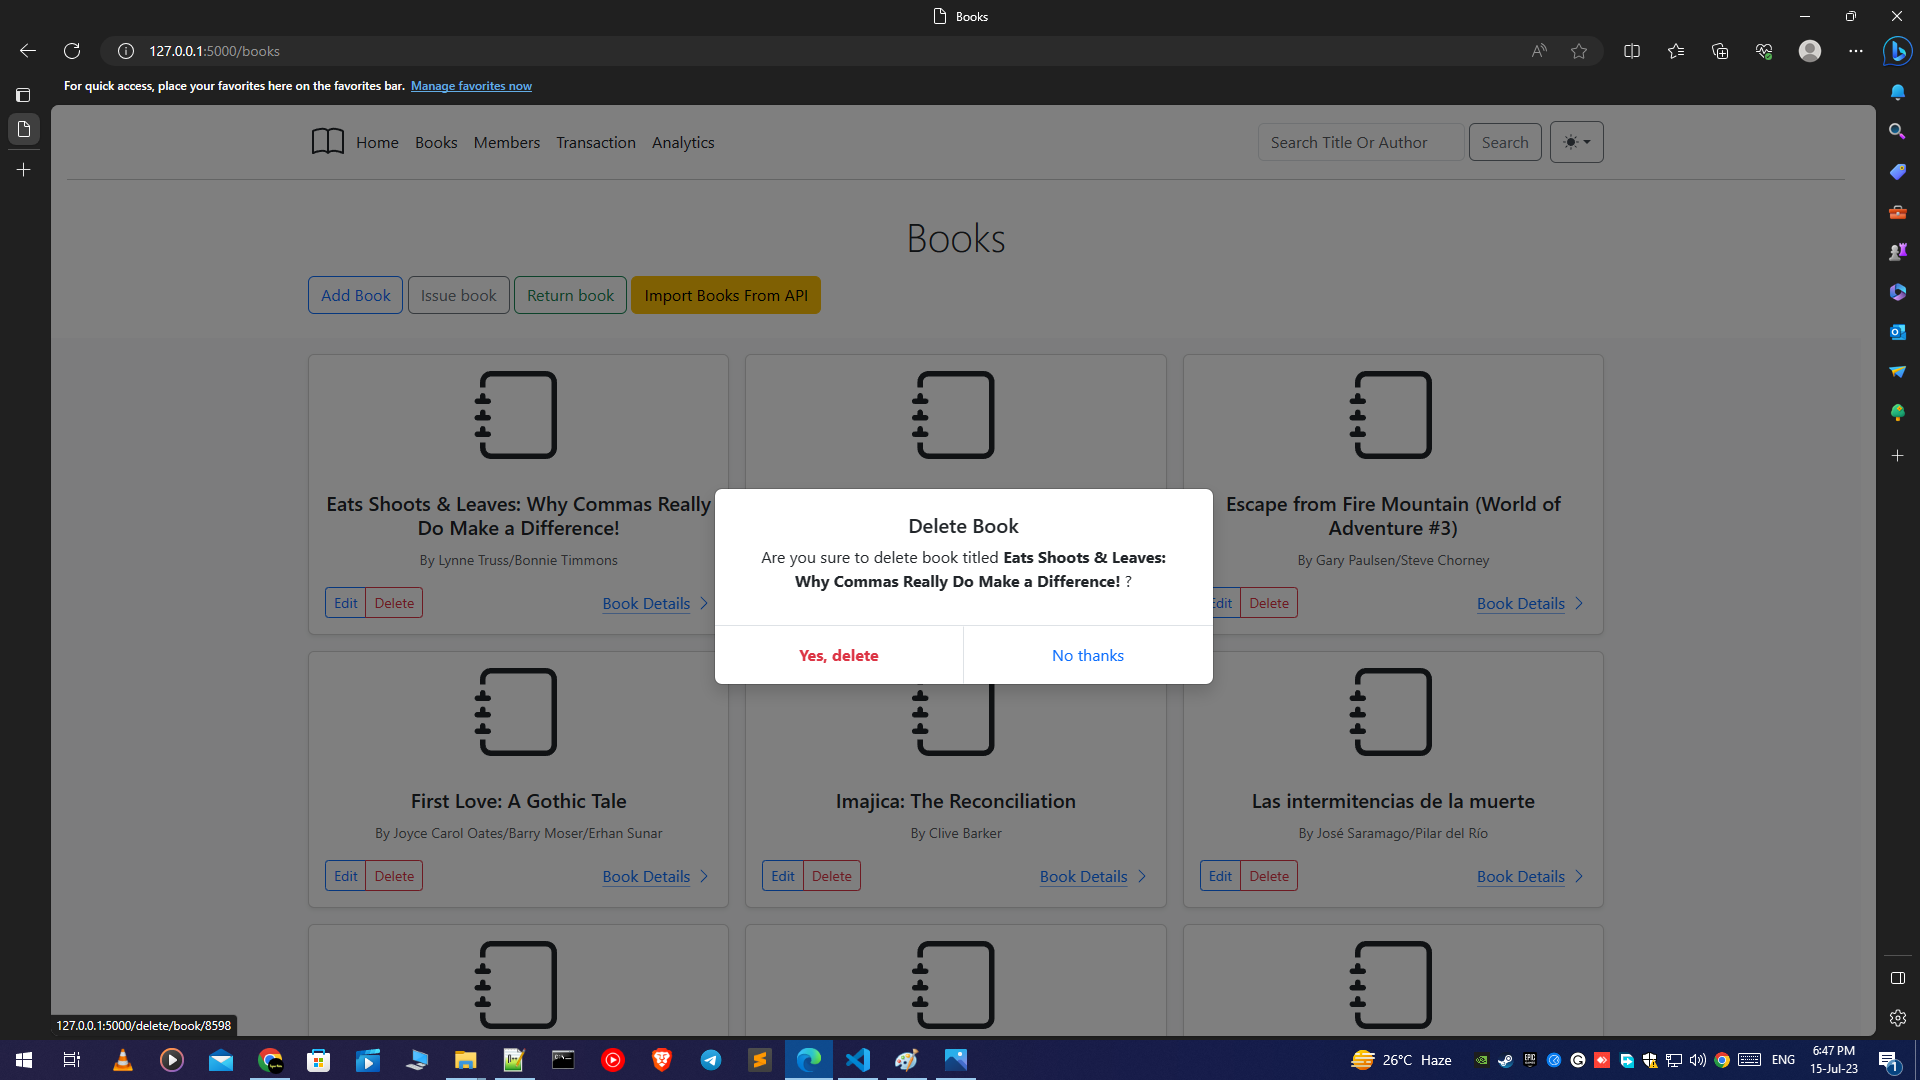 Books
127.0.0.1:5000/books
For quick access, place your favorites here on the favorites bar. Manage favorites now
Home Books Members Transaction Analytics
Search Title Or Author Search
Books
Add Book Issue book Return book Import Books From API
Eats Shoots & Leaves: Why Commas Really
Do Make a Difference!
By Lynne Truss/Bonnie Timmons
Edit Delete Book Details
Escape from Fire Mountain (World of
Adventure #3)
By Gary Paulsen/Steve Chorney
Edit Delete Book Details
Delete Book
Are you sure to delete book titled Eats Shoots & Leaves:
Why Commas Really Do Make a Difference! ?
Yes, delete No thanks
First Love: A Gothic Tale
By Joyce Carol Oates/Barry Moser/Erhan Sunar
Edit Delete Book Details
Imajica: The Reconciliation
By Clive Barker
Edit Delete Book Details
Las intermitencias de la muerte
By José Saramago/Pilar del Río
Edit Delete Book Details
127.0.0.1:5000/delete/book/8598
26°C Haze
ENG
6:47 PM
15-Jul-23
1